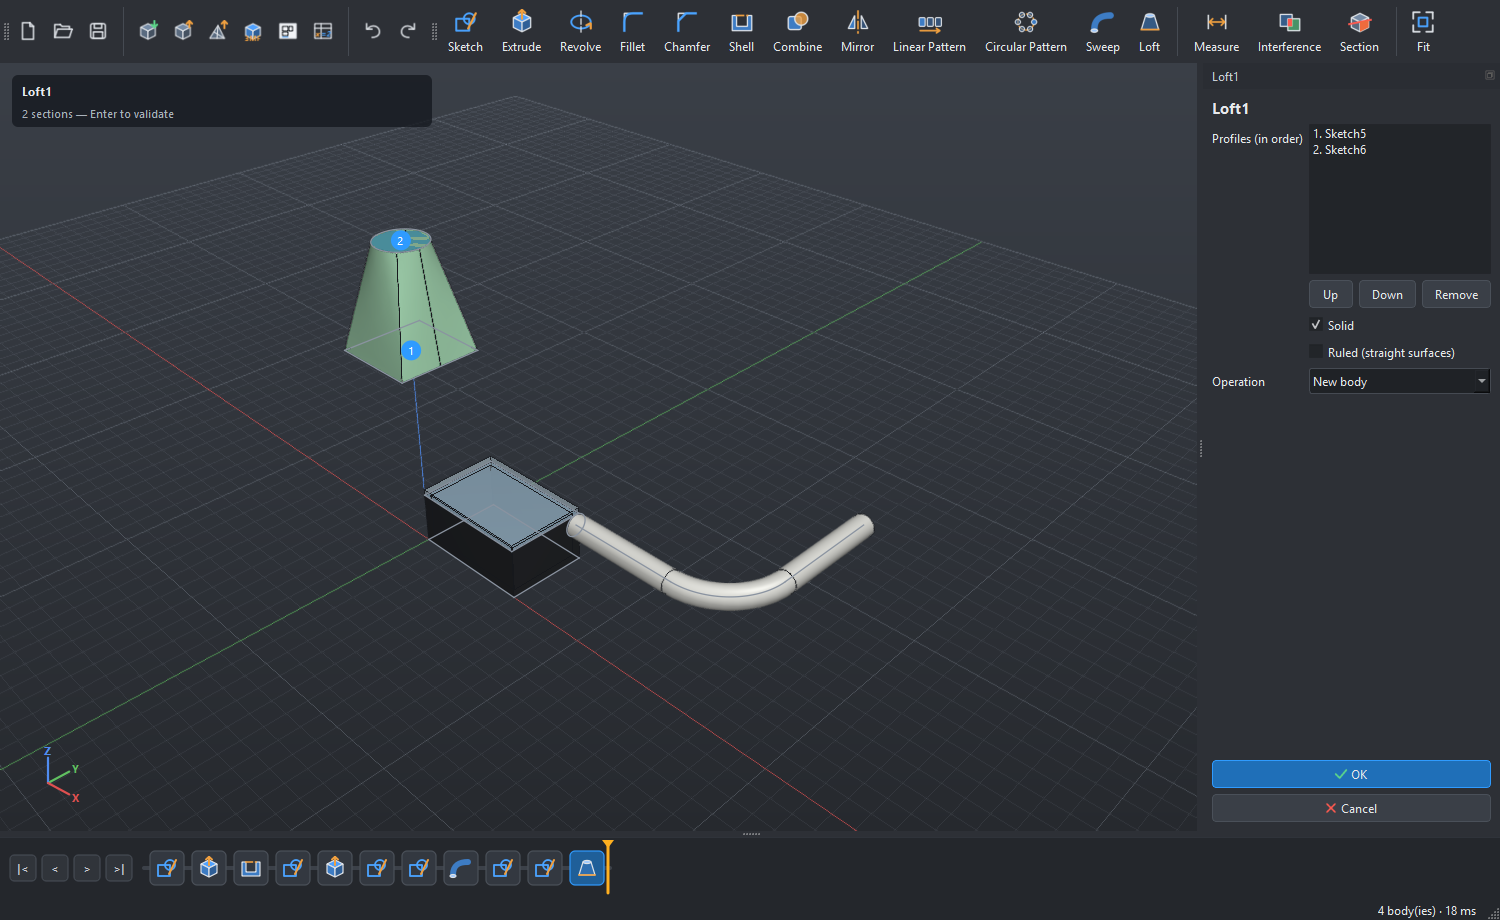 Sketch
Extrude
Revolve
Fillet
Chamfer
Shell
Combine
Mirror
Linear Pattern
Circular Pattern
Sweep
Loft
Measure
Interference
Section
Fit
Loft1
2 sections — Enter to validate
2
1
Z
Y
X
Loft1
Loft1
Profiles (in order)
1. Sketch5
2. Sketch6
Up
Down
Remove
Solid
Ruled (straight surfaces)
Operation
New body
OK
Cancel
|<
<
>
>|
4 body(ies) · 18 ms